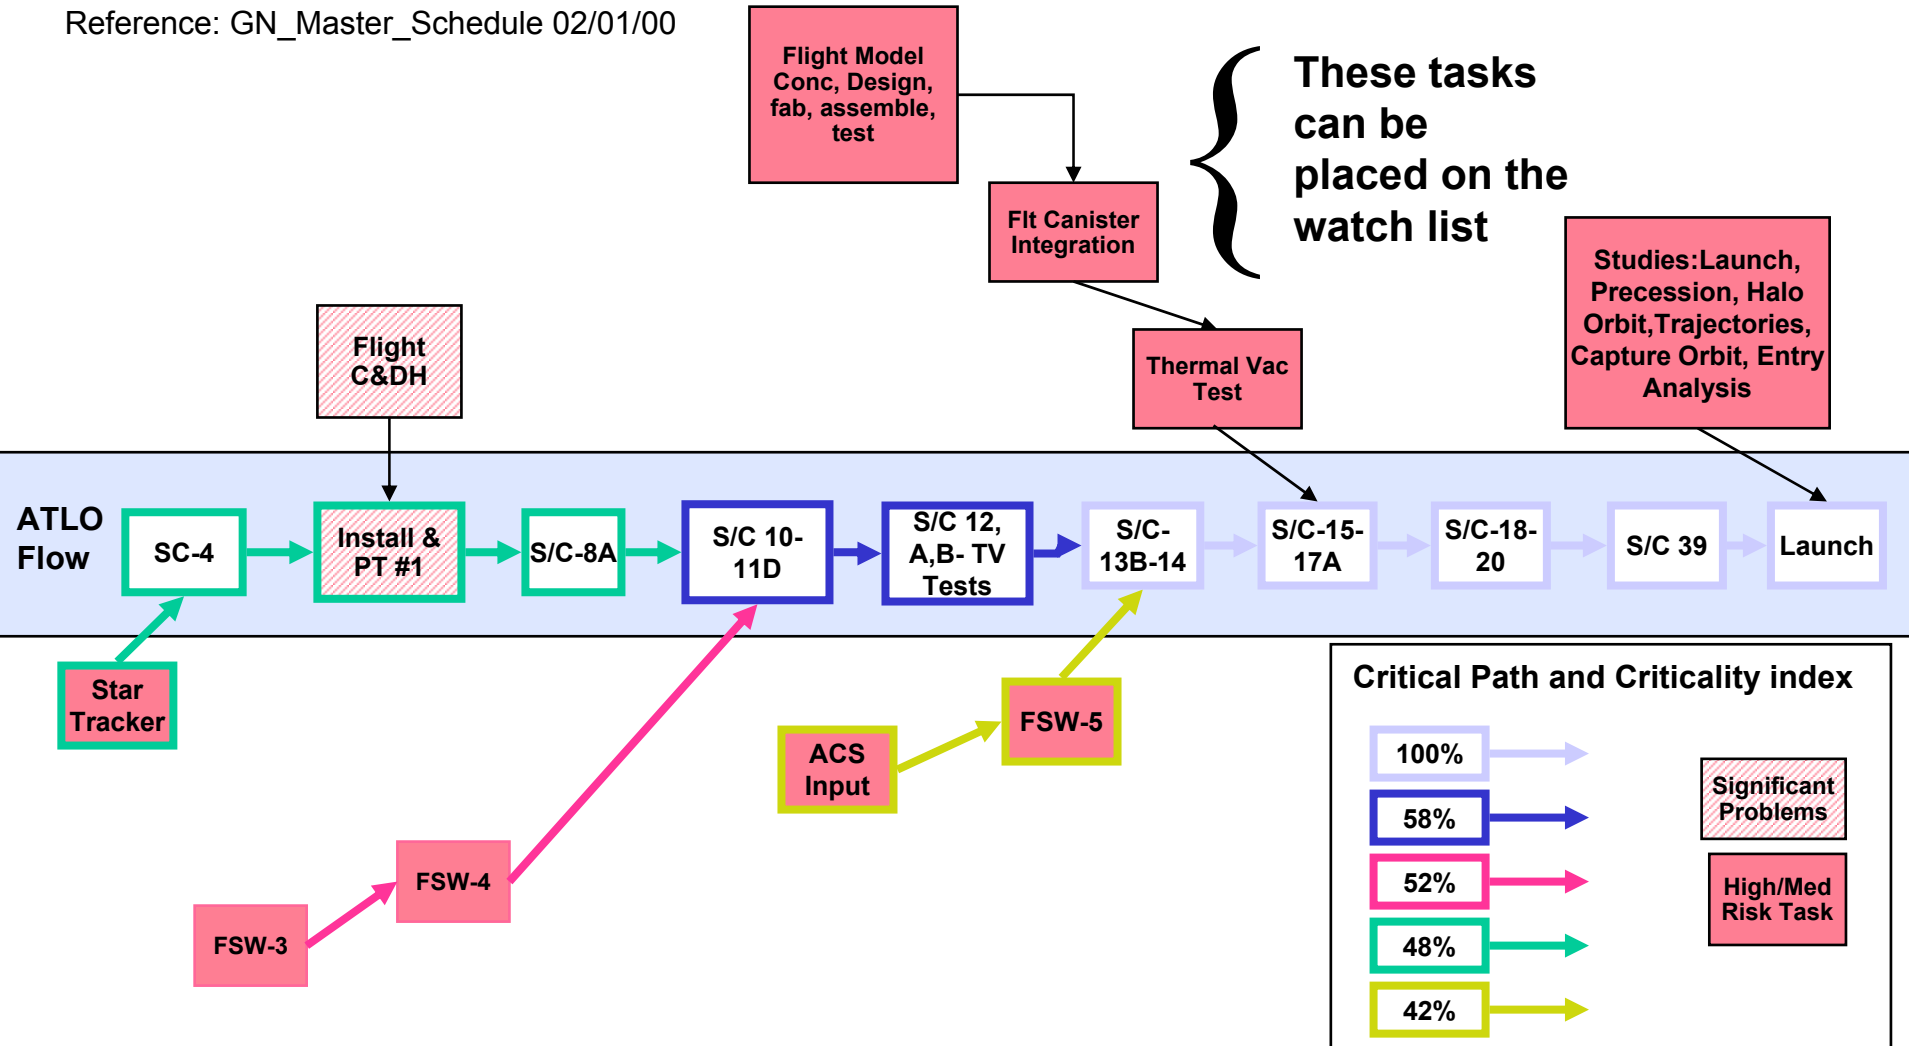 Reference: GN_Master_Schedule 02/01/00
Flight Model
Conc, Design,
fab, assemble,
test
These tasks
can be
placed on the
watch list
Flt Canister
Integration
Studies:Launch,
Precession, Halo
Orbit,Trajectories,
Capture Orbit, Entry
Analysis
Flight
C&DH
Thermal Vac
Test
ATLO
Flow
SC-4
Install &
PT #1
S/C-8A
S/C 10-
11D
S/C 12,
A,B- TV
Tests
S/C-
13B-14
S/C-15-
17A
S/C-18-
20
S/C 39
Launch
Star
Tracker
FSW-5
ACS
Input
FSW-4
FSW-3
Critical Path and Criticality index
100%
58%
52%
48%
42%
Significant
Problems
High/Med
Risk Task